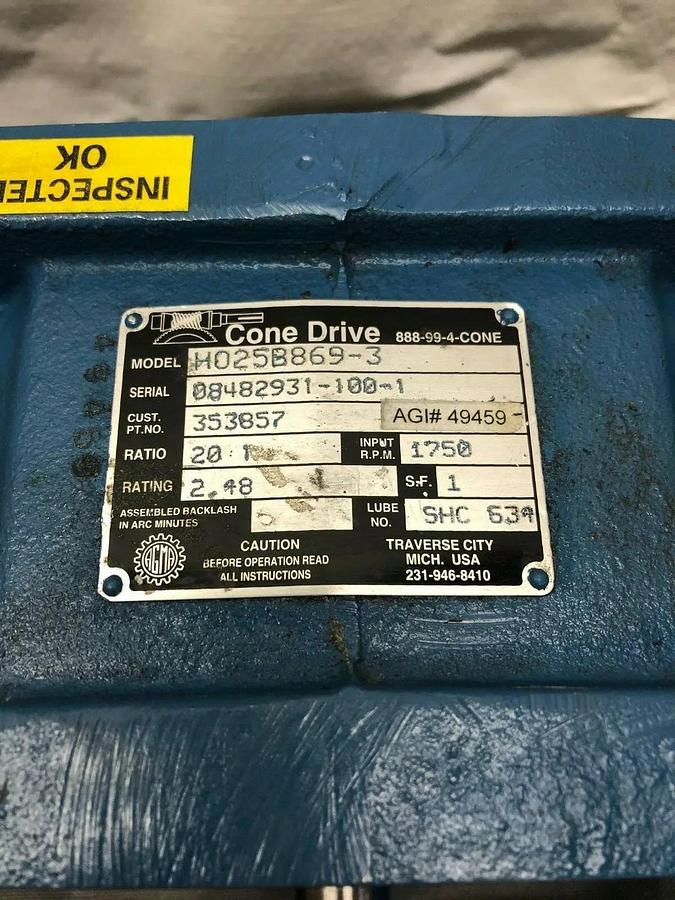 INSPECTED
OK
Cone Drive 888-99-4-CONE
MODEL HO25B869-3
SERIAL 08482931-100-1
CUST. PT.NO. 353857 AGI# 49459
RATIO 20 1 INPUT R.P.M. 1750
RATING 2.48 S.F. 1
ASSEMBLED BACKLASH
IN ARC MINUTES
LUBE NO. SHC 634
AGMA
CAUTION
BEFORE OPERATION READ
ALL INSTRUCTIONS
TRAVERSE CITY
MICH. USA
231-946-8410